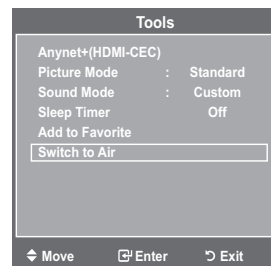 Tools
Anynet+(HDMI-CEC)
Picture Mode : Standard
Sound Mode : Custom
Sleep Timer Off
Add to Favorite
Switch to Air
Move Enter Exit